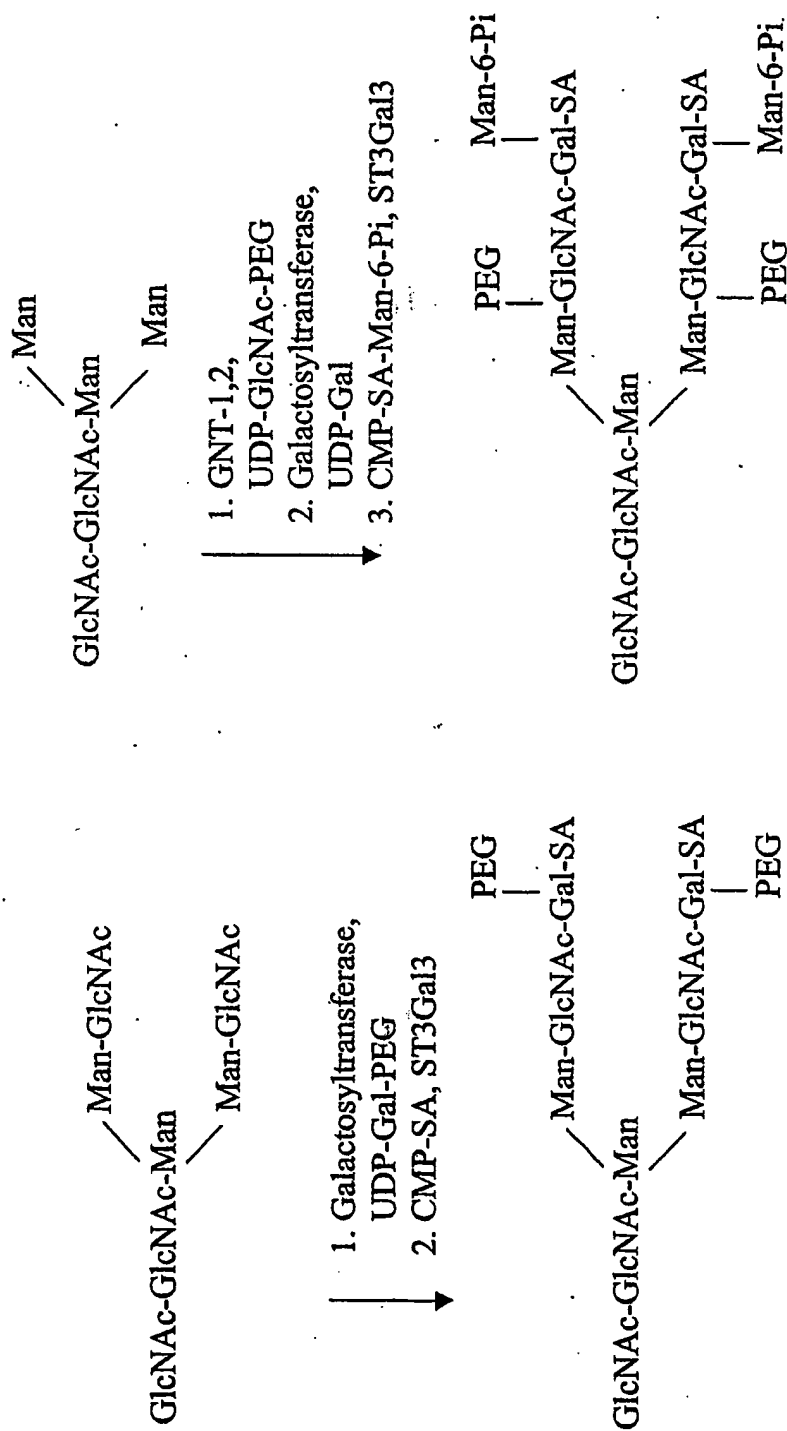 Man-GlcNAc
GlcNAc-GlcNAc-Man
Man-GlcNAc
1. Galactosyltransferase,
UDP-Gal-PEG
2. CMP-SA, ST3Gal3
PEG
Man-GlcNAc-Gal-SA
GlcNAc-GlcNAc-Man
Man-GlcNAc-Gal-SA
PEG
Man
GlcNAc-GlcNAc-Man
Man
1. GNT-1,2,
UDP-GlcNAc-PEG
2. Galactosyltransferase,
UDP-Gal
3. CMP-SA-Man-6-Pi, ST3Gal3
PEG Man-6-Pi
Man-GlcNAc-Gal-SA
GlcNAc-GlcNAc-Man
Man-GlcNAc-Gal-SA
PEG Man-6-Pi